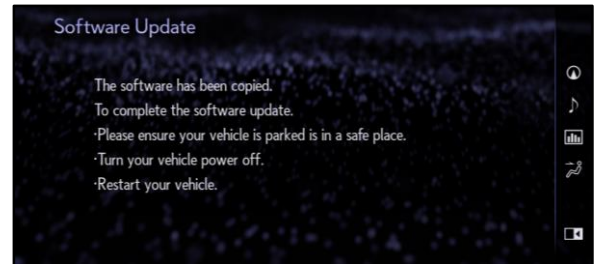 Software Update
The software has been copied.
To complete the software update.
·Please ensure your vehicle is parked is in a safe place.
·Turn your vehicle power off.
·Restart your vehicle.